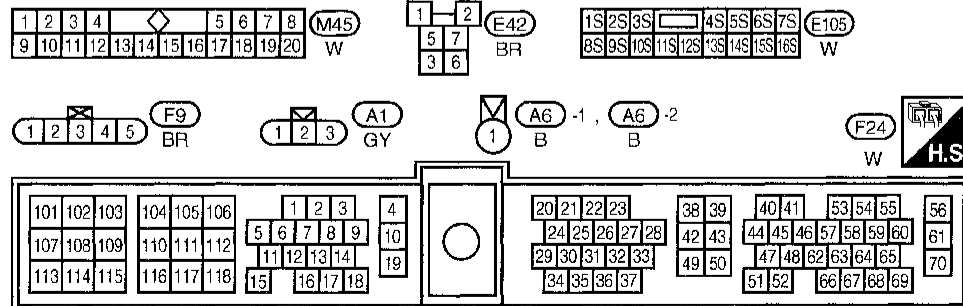 1 2 3 4 5 6 7 8 M45
9 10 11 12 13 14 15 16 17 18 19 20 W
1 2 E42
5 7 BR
3 6
1S 2S 3S 4S 5S 6S 7S E105
8S 9S 10S 11S 12S 13S 14S 15S 16S W
1 2 3 4 5 F9
BR
1 2 3 A1
GY
1 A6 -1 , A6 -2
B B
F24
W H.S
101 102 103 104 105 106 1 2 3 4
107 108 109 110 111 112 5 6 7 8 9 10
11 12 13 14
113 114 115 116 117 118 15 16 17 18 19
20 21 22 23 38 39 40 41 53 54 55 56
24 25 26 27 28 42 43 44 45 46 57 58 59 60 61
29 30 31 32 33 49 50 47 48 62 63 64 65 70
34 35 36 37 51 52 66 67 68 69